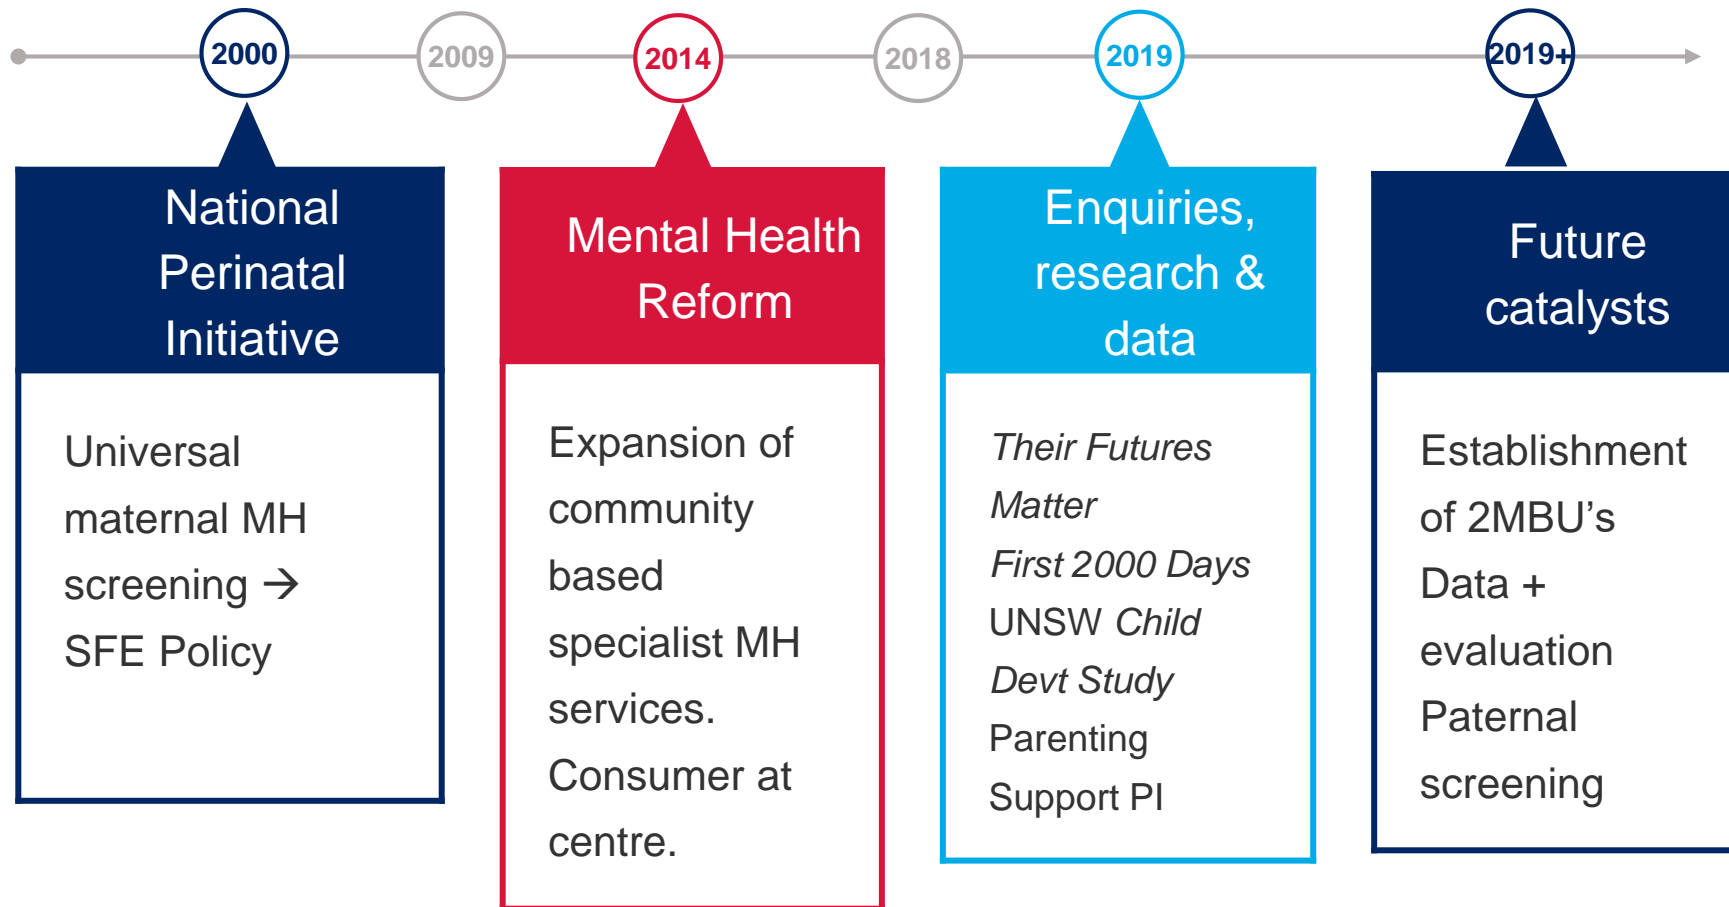 2000
2009
2014
2018
2019
2019+
National
Perinatal
Initiative
Universal
maternal MH
screening →
SFE Policy
Mental Health
Reform
Expansion of
community
based
specialist MH
services.
Consumer at
centre.
Enquiries,
research &
data
Their Futures
Matter
First 2000 Days
UNSW Child
Devt Study
Parenting
Support PI
Future
catalysts
Establishment
of 2MBU’s
Data +
evaluation
Paternal
screening